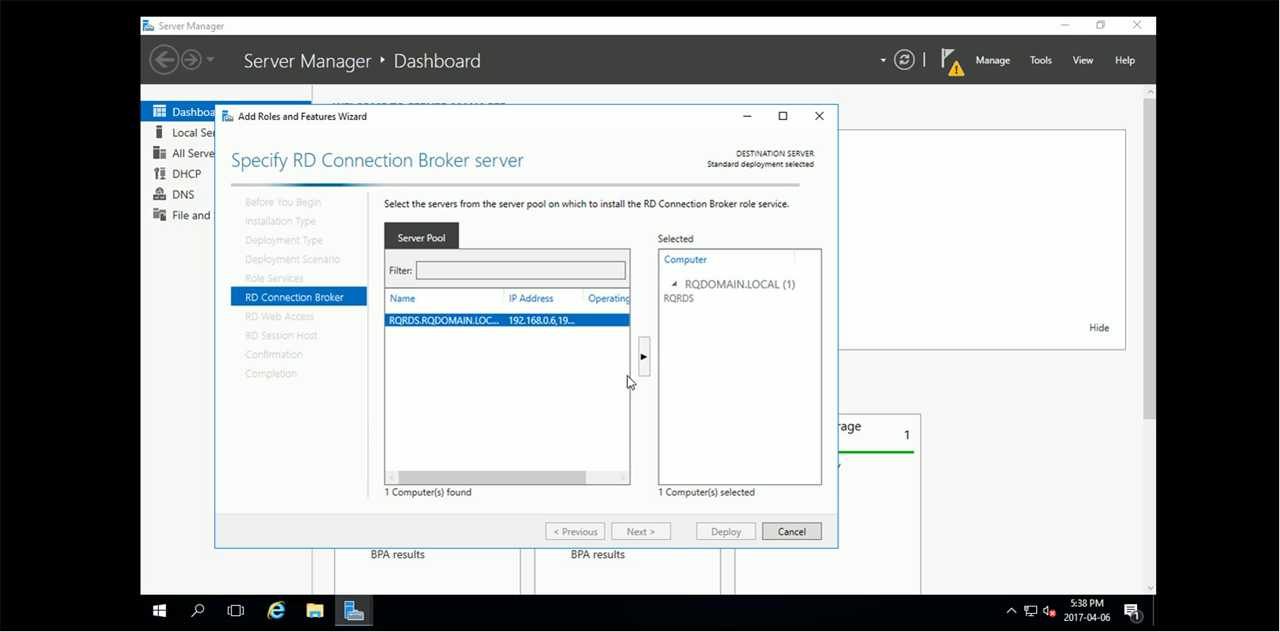 Server Manager
Server Manager Dashboard
Manage Tools View Help
Dashboa
Local Ser
All Serve
DHCP
DNS
File and
Add Roles and Features Wizard
Specify RD Connection Broker server
DESTINATION SERVER
Standard deployment selected
Before You Begin
Installation Type
Deployment Type
Deployment Scenario
Role Services
RD Connection Broker
RD Web Access
RD Session Host
Confirmation
Completion
Select the servers from the server pool on which to install the RD Connection Broker role service.
Server Pool
Filter:
Name IP Address Operating
RQRDS.RQDOMAIN.LOC... 192.168.0.6,19...
1 Computer(s) found
Selected
Computer
RQDOMAIN.LOCAL (1)
RQRDS
1 Computer(s) selected
< Previous Next > Deploy Cancel
Hide
rage 1
BPA results BPA results
5:38 PM
2017-04-06
1